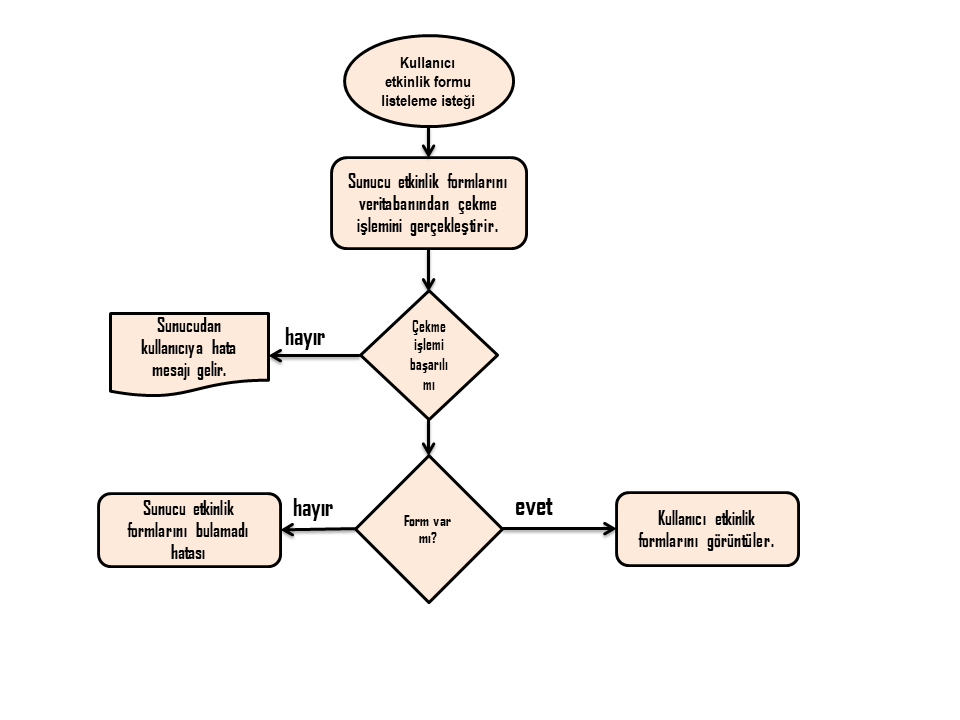 Kullanıcı
etkinlik formu
listeleme isteği
Sunucu etkinlik formlarını
veritabanından çekme
işlemini gerçekleştirir.
Çekme
işlemi
başarılı
mı
hayır
Sunucudan
kullanıcıya hata
mesajı gelir.
Form var
mı?
hayır
Sunucu etkinlik
formlarını bulamadı
hatası
evet
Kullanıcı etkinlik
formlarını görüntüler.